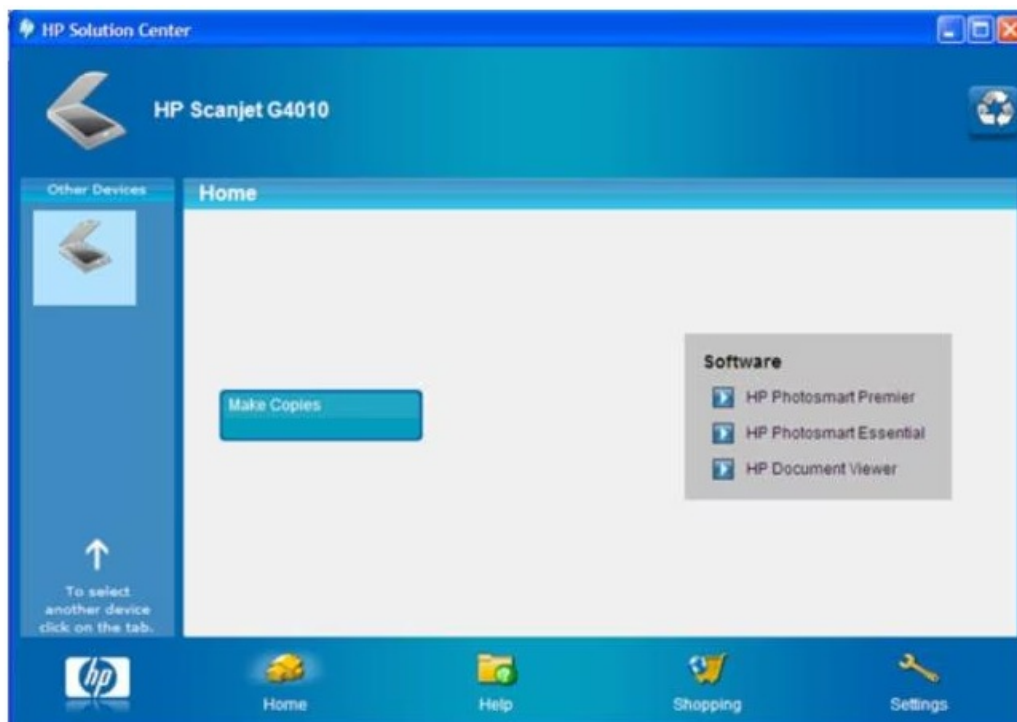 HP Solution Center
HP Scanjet G4010
Other Devices
Home
Make Copies
Software
HP Photosmart Premier
HP Photosmart Essential
HP Document Viewer
To select
another device
click on the tab.
hp
Home
Help
Shopping
Settings